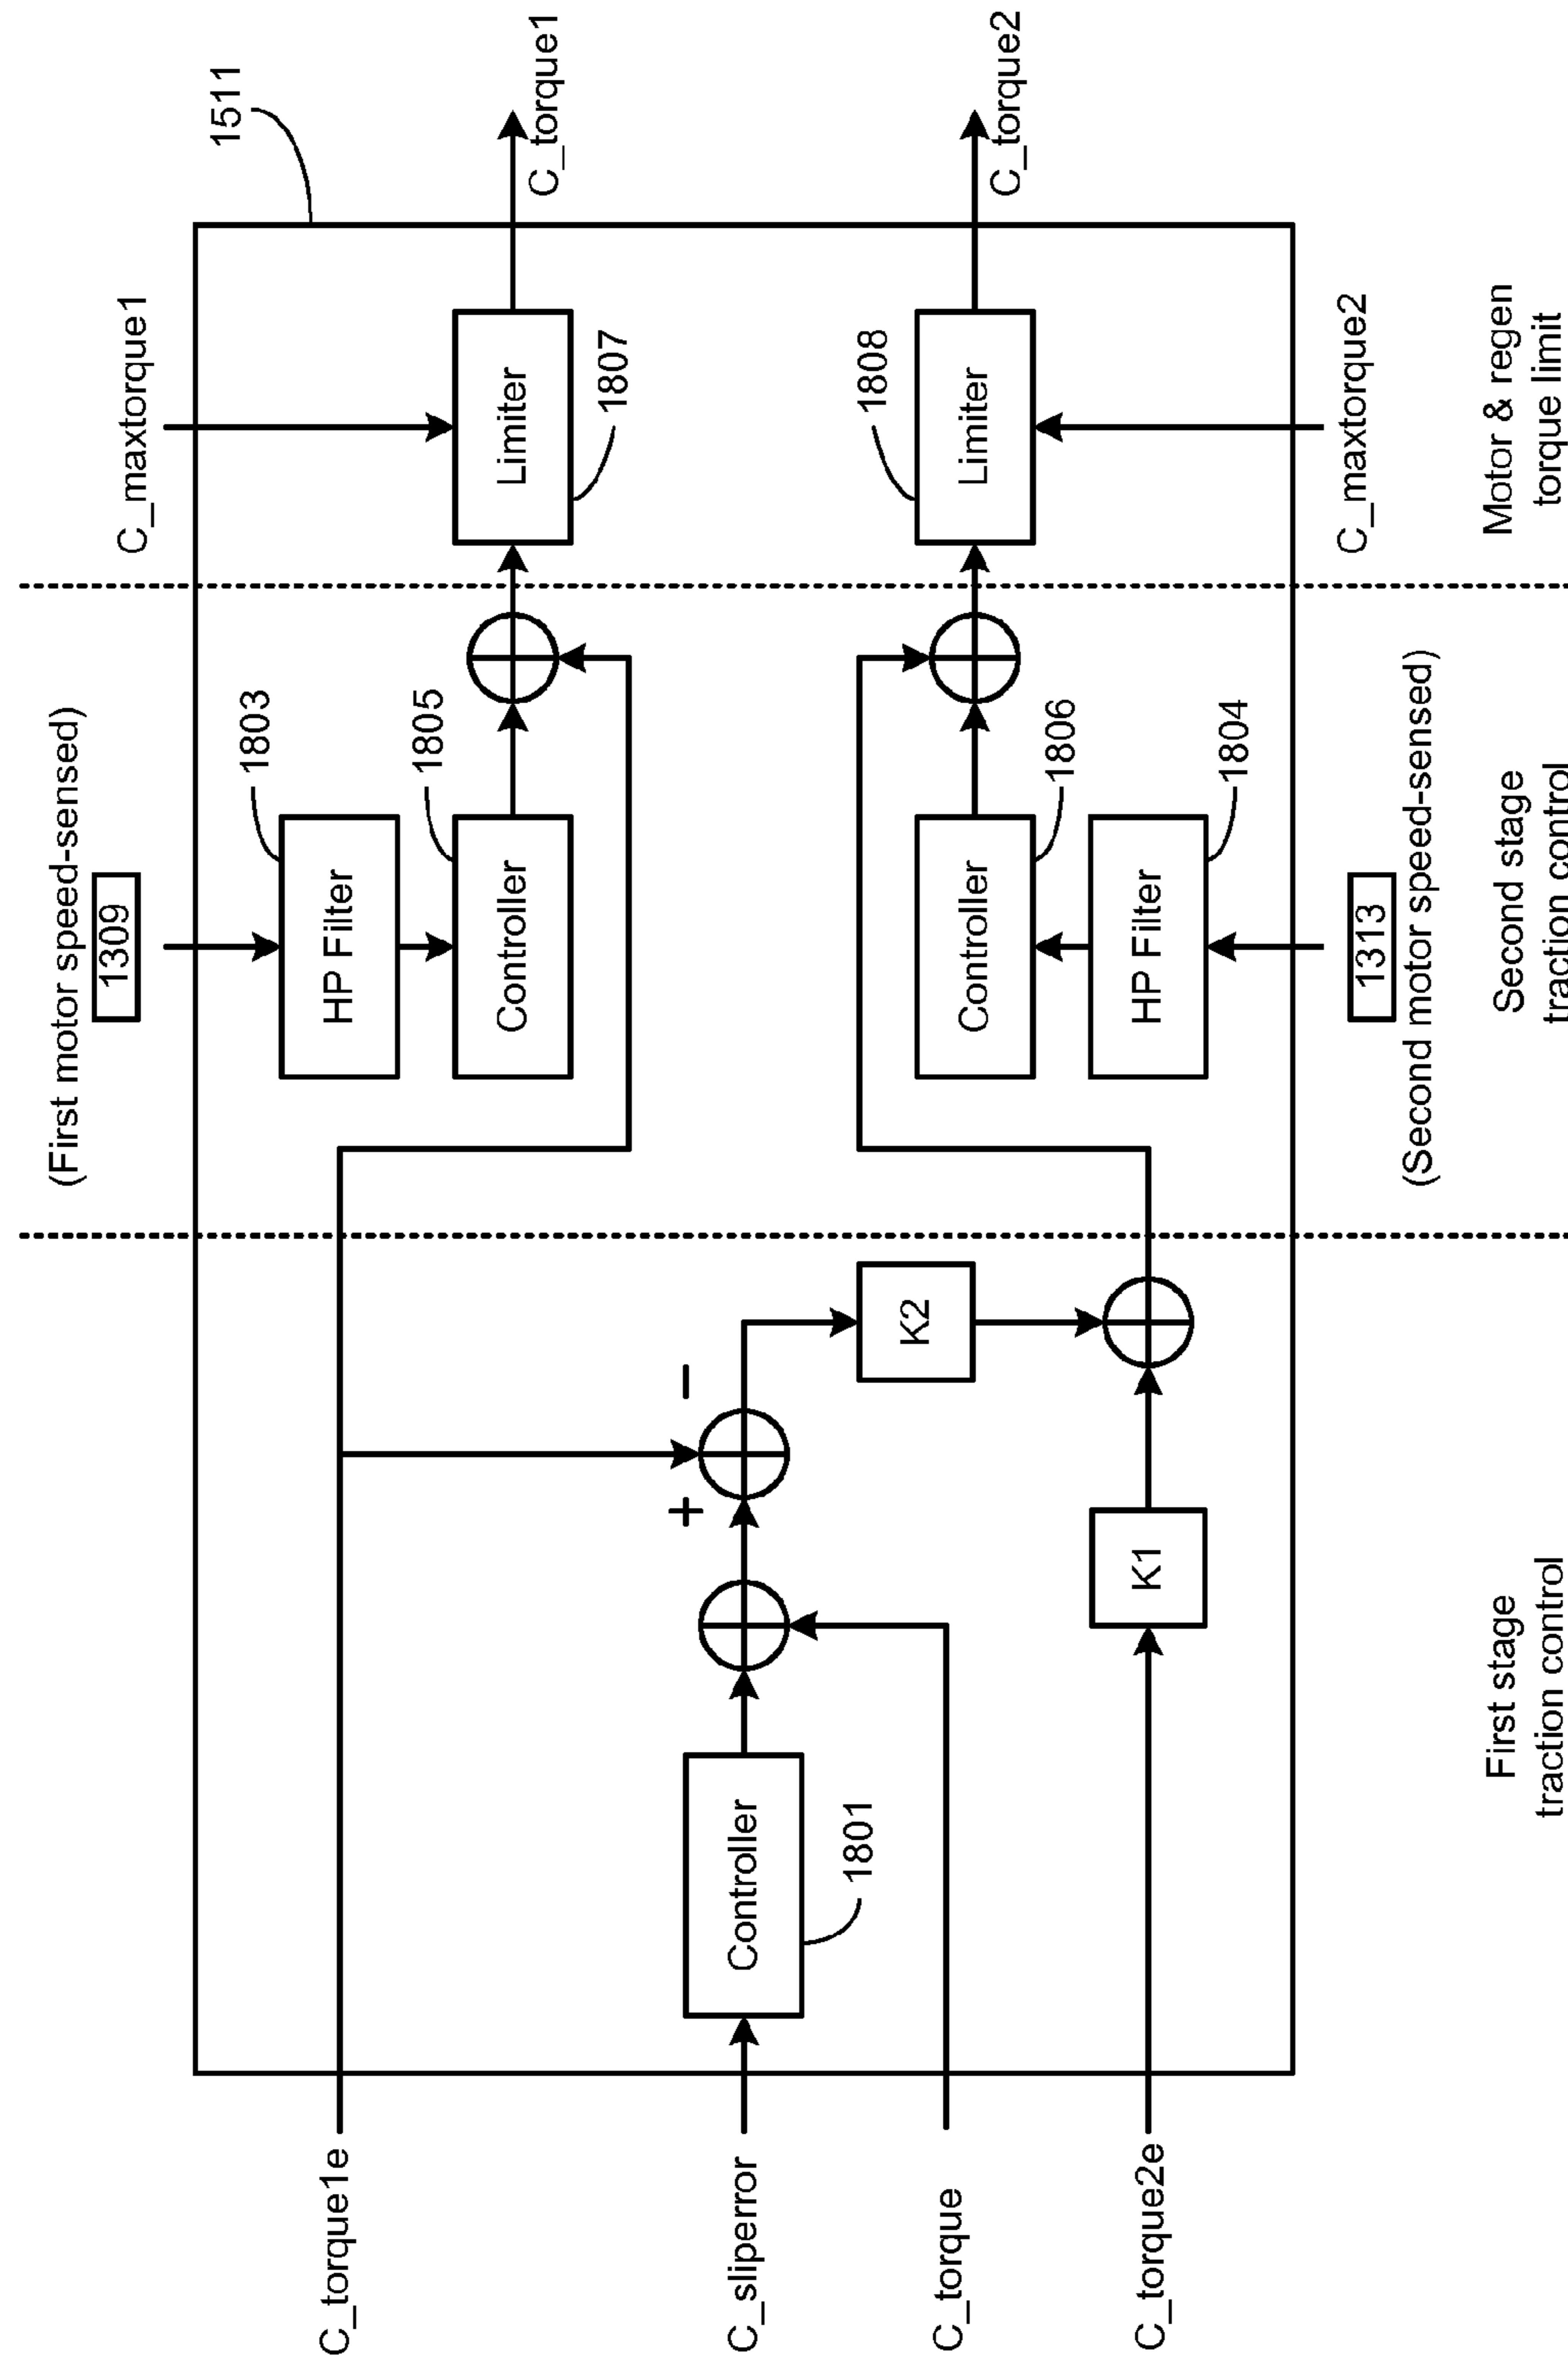 (First motor speed-sensed)
1309
C_maxtorque1
1511
1803
HP Filter
1805
Controller
Limiter
1807
C_torque1
C_torque1e
C_sliperror
Controller
1801
+
−
K2
C_torque
C_torque2e
K1
Controller
1806
HP Filter
1804
1808
Limiter
C_torque2
1313
(Second motor speed-sensed)
C_maxtorque2
First stage
traction control
Second stage
traction control
Motor & regen
torque limit